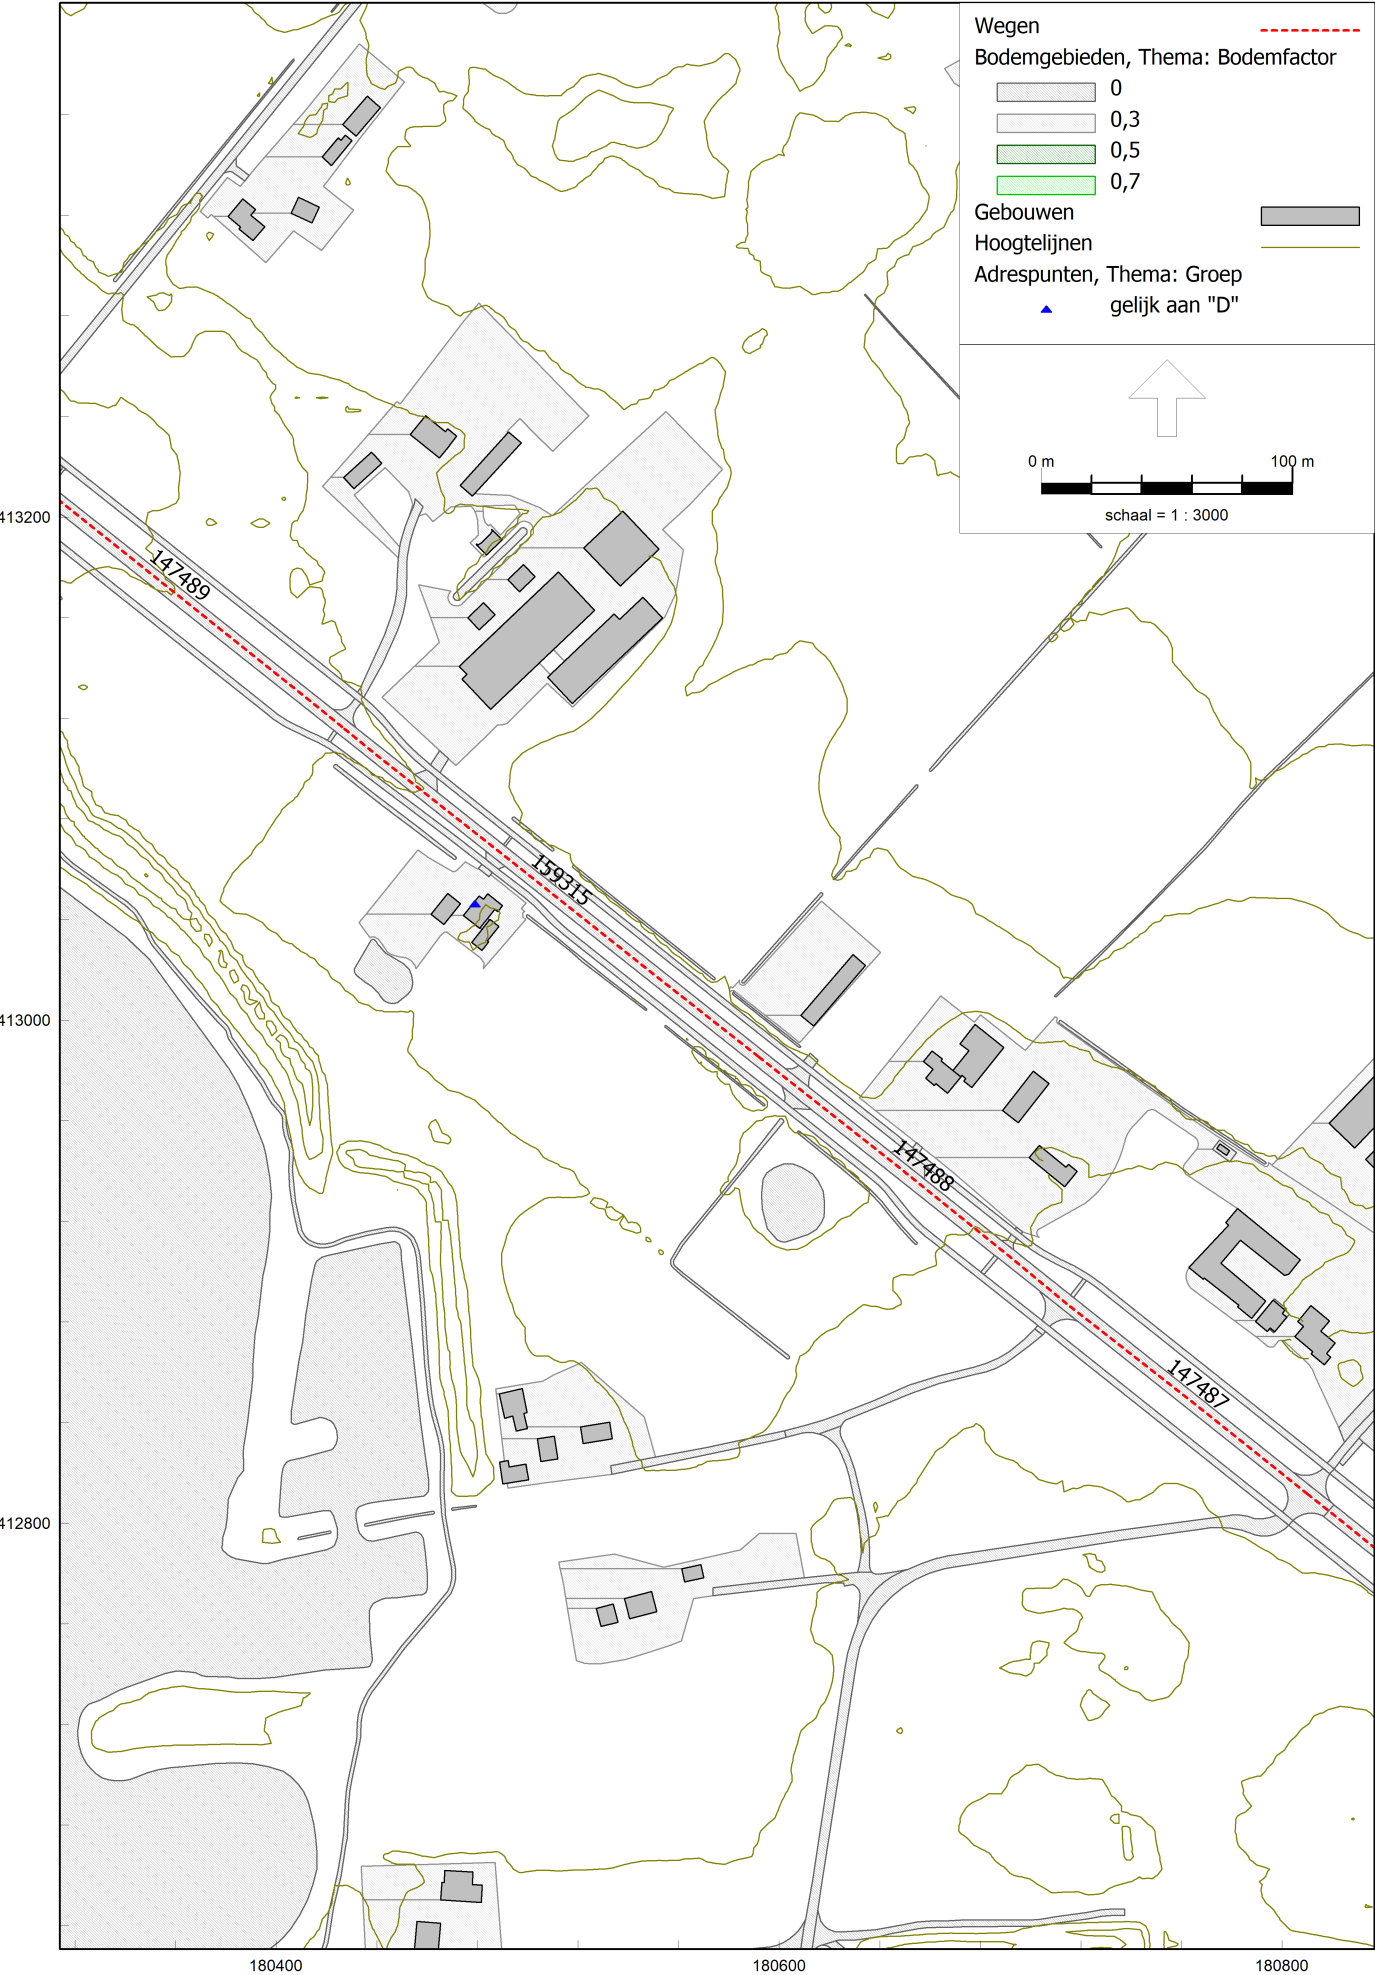 Wegen
Bodemgebieden, Thema: Bodemfactor
0
0,3
0,5
0,7
Gebouwen
Hoogtelijnen
Adrespunten, Thema: Groep
gelijk aan "D"
0 m 100 m
schaal = 1 : 3000
413200
147489
159315
413000
147488
147487
412800
180400 180600 180800